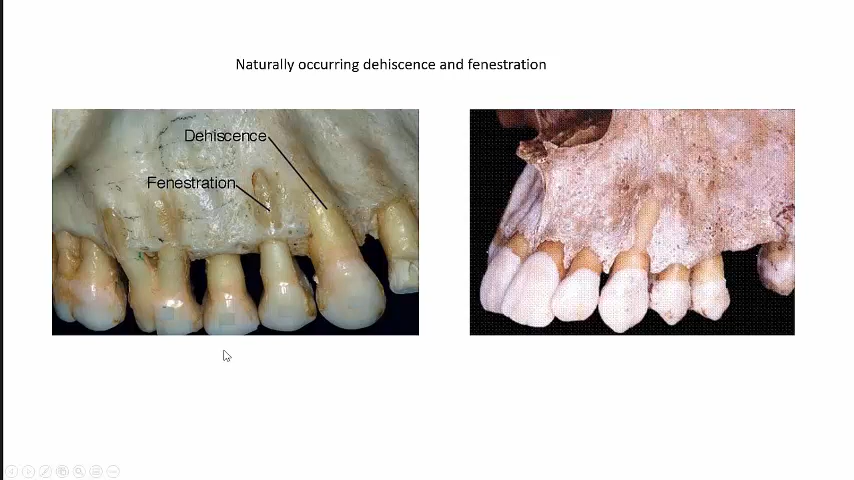 Naturally occurring dehiscence and fenestration
Dehiscence
Fenestration